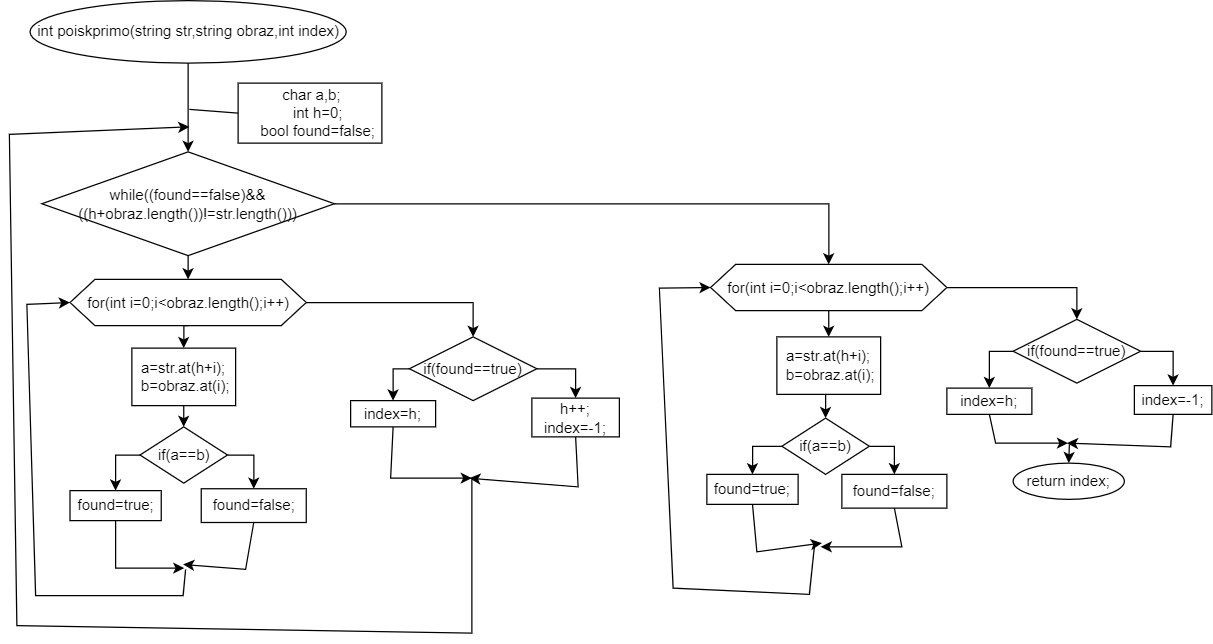 int poiskprimo(string str,string obraz,int index)
char a,b;
int h=0;
bool found=false;
while((found==false)&&
((h+obraz.length())!=str.length()))
for(int i=0;i<obraz.length();i++)
a=str.at(h+i);
b=obraz.at(i);
if(a==b)
found=true;
found=false;
if(found==true)
index=h;
h++;
index=-1;
for(int i=0;i<obraz.length();i++)
a=str.at(h+i);
b=obraz.at(i);
if(a==b)
found=true;
found=false;
if(found==true)
index=h;
index=-1;
return index;